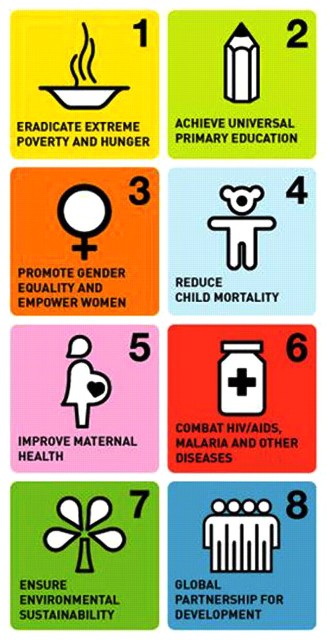 1
ERADICATE EXTREME
POVERTY AND HUNGER
2
ACHIEVE UNIVERSAL
PRIMARY EDUCATION
3
PROMOTE GENDER
EQUALITY AND
EMPOWER WOMEN
4
REDUCE
CHILD MORTALITY
5
IMPROVE MATERNAL
HEALTH
6
COMBAT HIV/AIDS,
MALARIA AND OTHER
DISEASES
7
ENSURE
ENVIRONMENTAL
SUSTAINABILITY
8
GLOBAL
PARTNERSHIP FOR
DEVELOPMENT